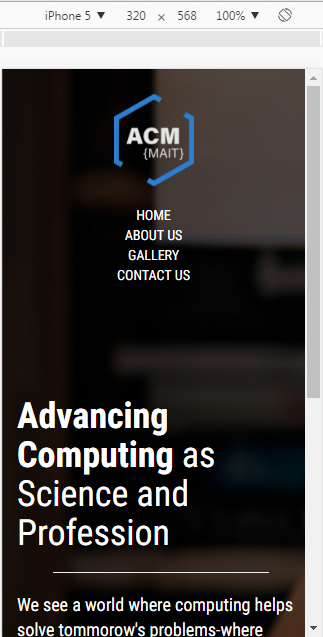 iPhone 5 ▼ 320 × 568 100% ▼
ACM
{MAIT}
HOME
ABOUT US
GALLERY
CONTACT US
Advancing
Computing as
Science and
Profession
We see a world where computing helps
solve tommorow's problems-where